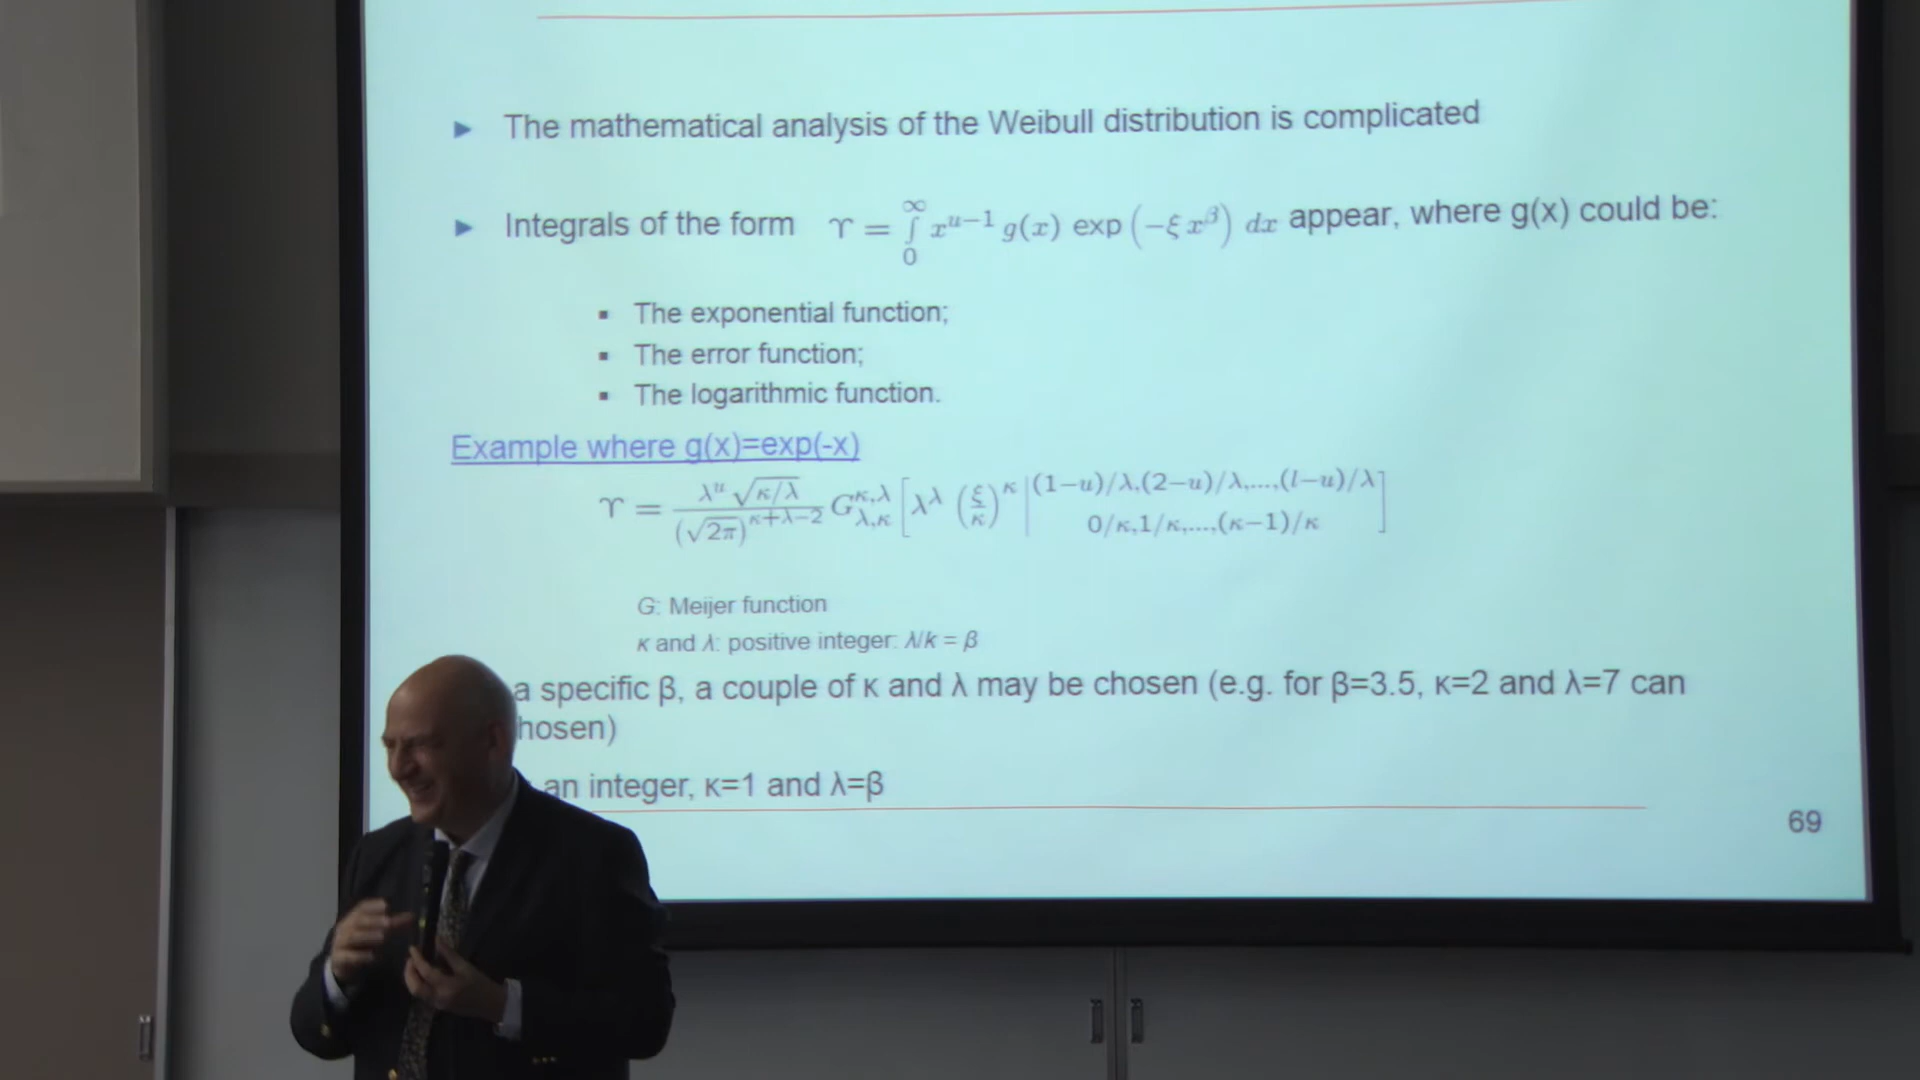 ► The mathematical analysis of the Weibull distribution is complicated
► Integrals of the form ϒ = ∫₀^∞ x^{u−1} g(x) exp(−ξ x^β) dx appear, where g(x) could be:
▪ The exponential function;
▪ The error function;
▪ The logarithmic function.
Example where g(x)=exp(-x)
ϒ = \frac{λ^u \sqrt{κ/λ}}{(\sqrt{2π})^{κ+λ−2}} G^{κ,λ}_{λ,κ} [ λ^λ (ξ/κ)^κ | (1−u)/λ,(2−u)/λ,...,(l−u)/λ
0/κ,1/κ,...,(κ−1)/κ ]
G: Meijer function
κ and λ: positive integer: λ/k = β
a specific β, a couple of κ and λ may be chosen (e.g. for β=3.5, κ=2 and λ=7 can
hosen)
an integer, κ=1 and λ=β
69